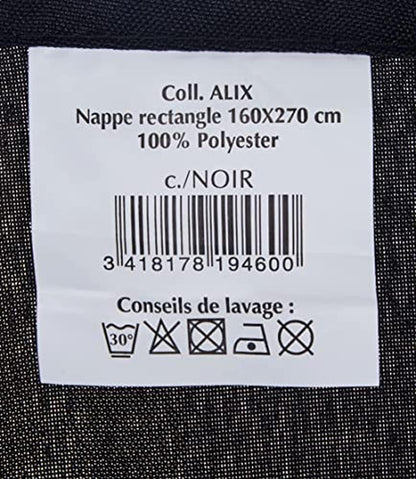 Coll. ALIX
Nappe rectangle 160X270 cm
100% Polyester
c./NOIR
3 418178 194600
Conseils de lavage :
30°